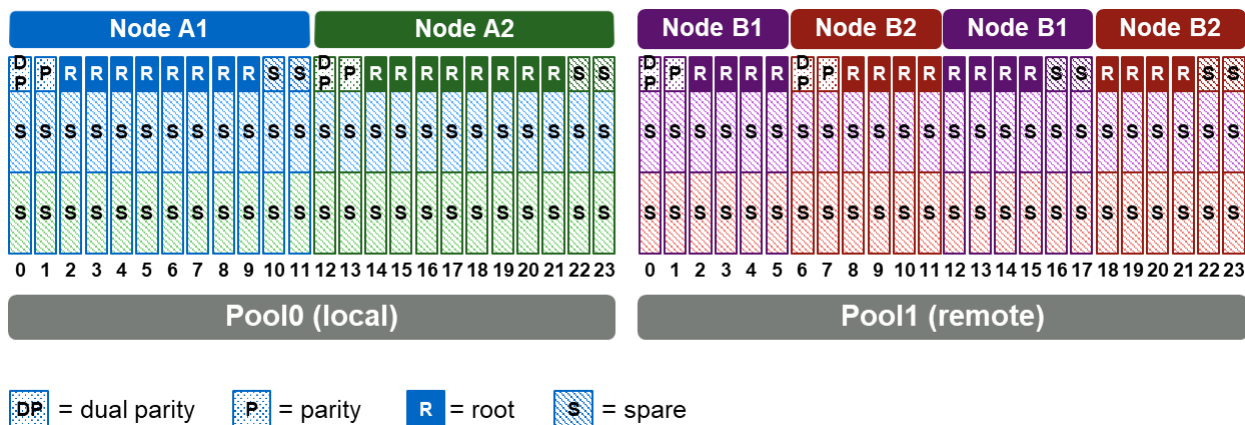 Node A1 Node A2 Node B1 Node B2 Node B1 Node B2
DP P R R R R R R R R S S DP P R R R R R R R R S S DP P R R R R DP P R R R R R R R R S S R R R R S S
S S S S S S S S S S S S S S S S S S S S S S S S S S S S S S S S S S S S S S S S S S S S S S S S
S S S S S S S S S S S S S S S S S S S S S S S S S S S S S S S S S S S S S S S S S S S S S S S S
0 1 2 3 4 5 6 7 8 9 10 11 12 13 14 15 16 17 18 19 20 21 22 23 0 1 2 3 4 5 6 7 8 9 10 11 12 13 14 15 16 17 18 19 20 21 22 23
Pool0 (local) Pool1 (remote)
DP = dual parity P = parity R = root S = spare